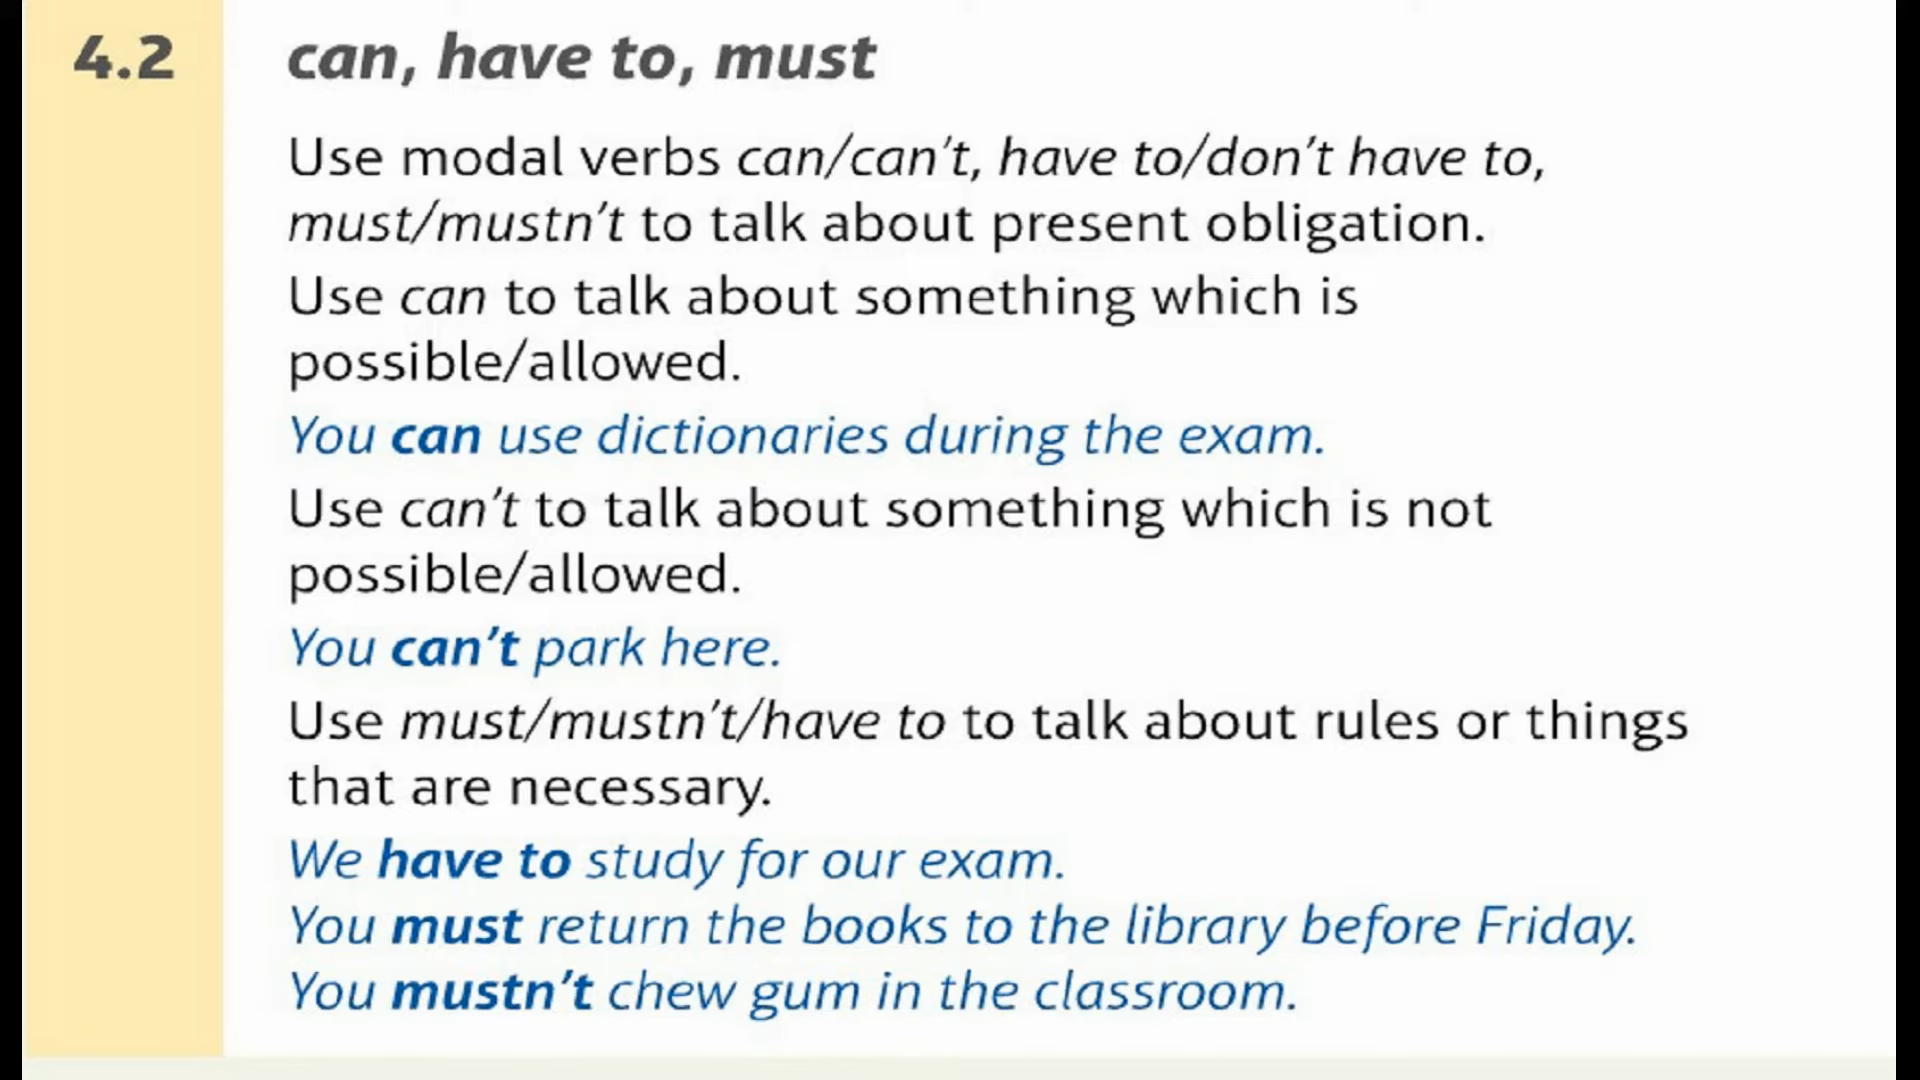 4.2 can, have to, must
Use modal verbs can/can't, have to/don't have to,
must/mustn't to talk about present obligation.
Use can to talk about something which is
possible/allowed.
You can use dictionaries during the exam.
Use can't to talk about something which is not
possible/allowed.
You can't park here.
Use must/mustn't/have to to talk about rules or things
that are necessary.
We have to study for our exam.
You must return the books to the library before Friday.
You mustn't chew gum in the classroom.